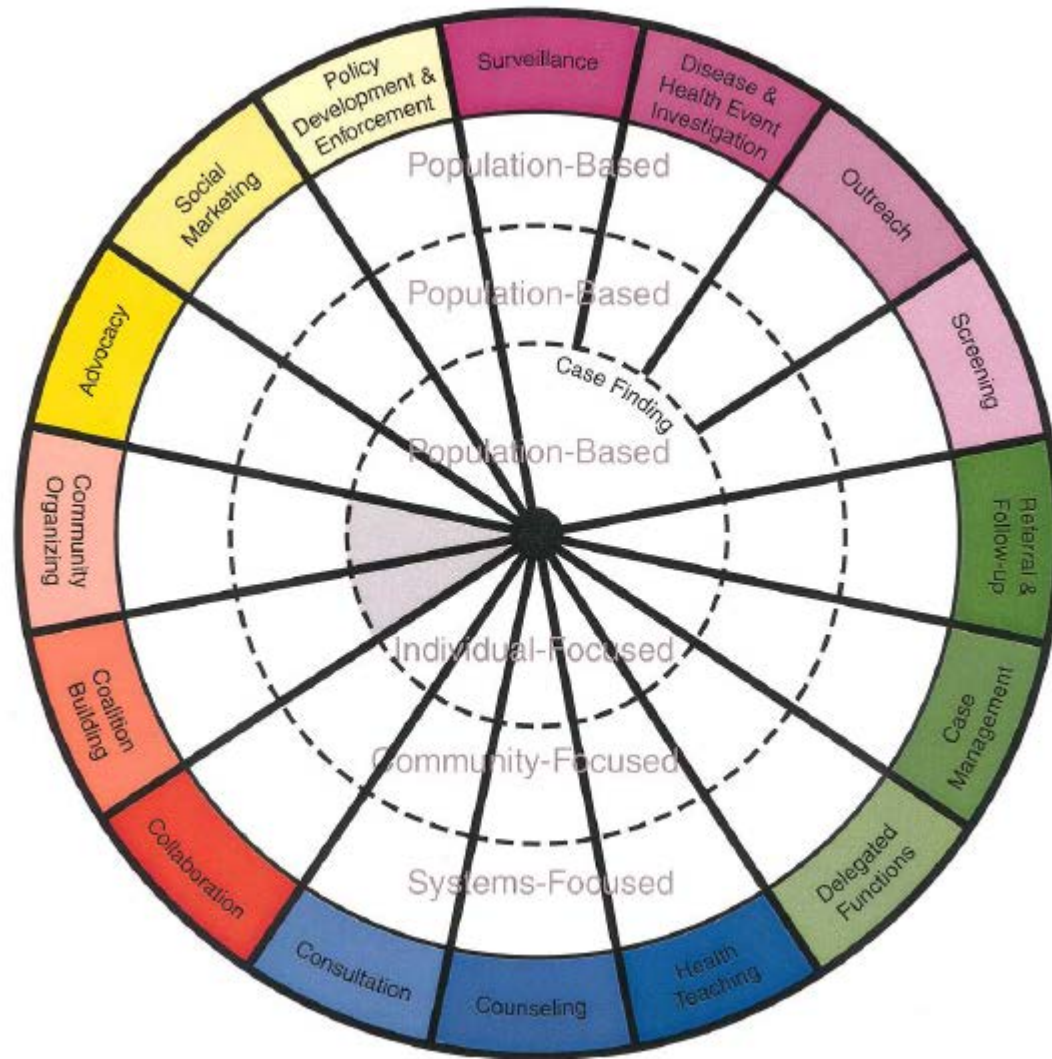 Surveillance
Disease &
Health Event
Investigation
Outreach
Screening
Referral &
Follow-up
Case
Management
Delegated
Functions
Health
Teaching
Counseling
Consultation
Collaboration
Coalition
Building
Community
Organizing
Advocacy
Social
Marketing
Policy
Development &
Enforcement
Population-Based
Population-Based
Case Finding
Population-Based
Individual-Focused
Community-Focused
Systems-Focused